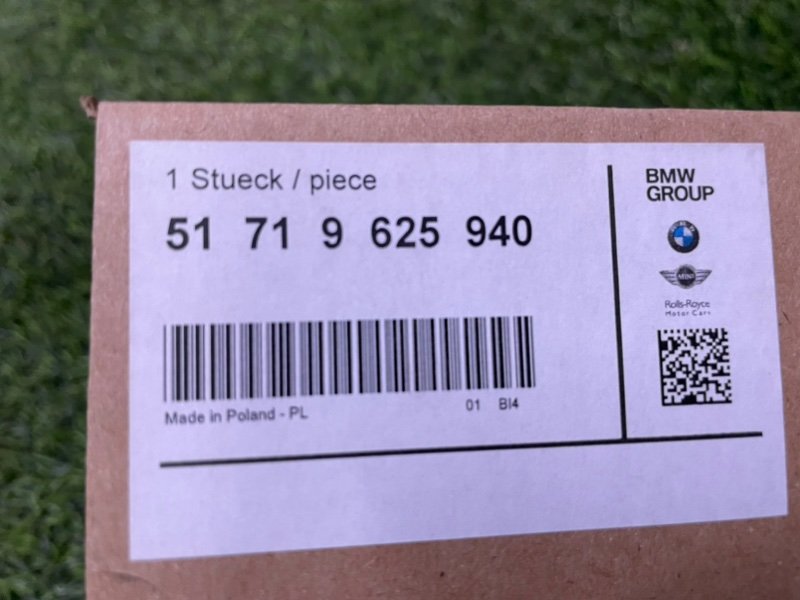 1 Stueck / piece
51 71 9 625 940
Made in Poland - PL
01 BI4
BMW
GROUP
MINI
Rolls-Royce
Motor Cars